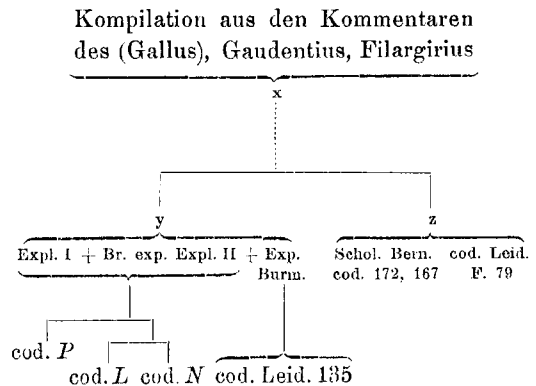 Kompilation aus den Kommentaren
des (Gallus), Gaudentius, Filargirius
x
y
z
Expl. I + Br. exp. Expl. II + Exp.
Burm.
Schol. Bern. cod. Leid.
cod. 172, 167 F. 79
cod. P
cod. L cod. N cod. Leid. 135